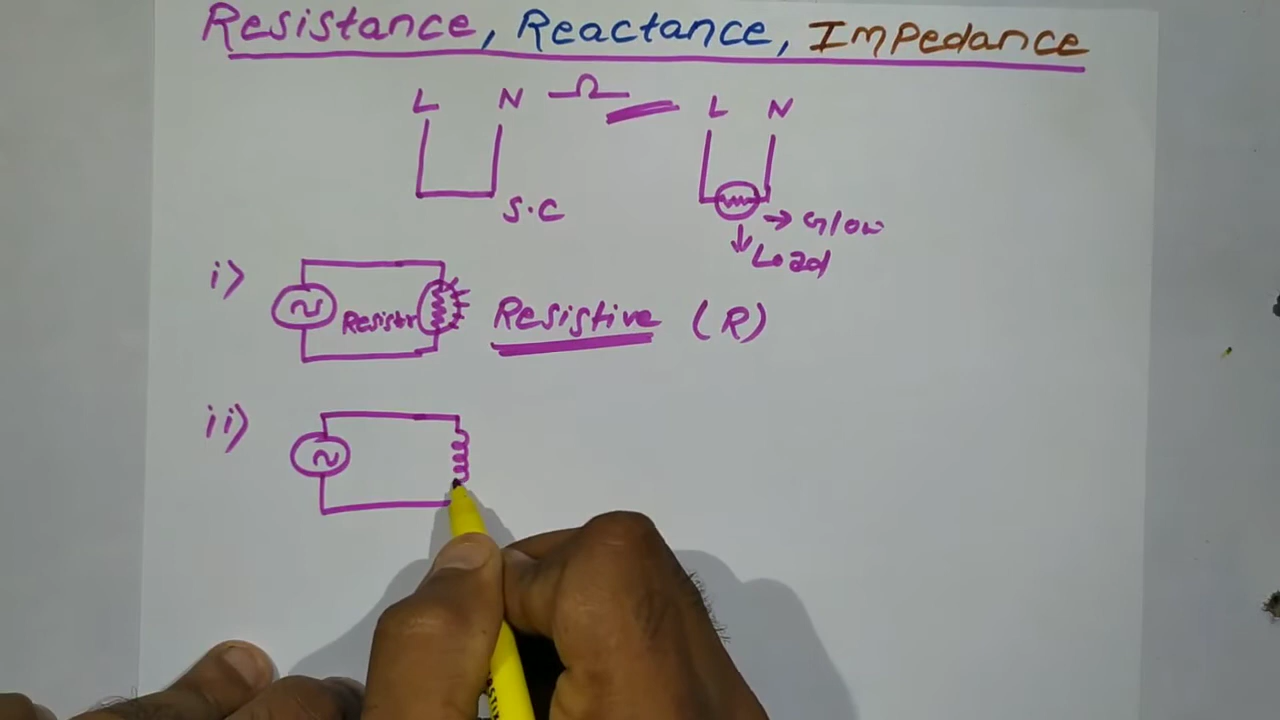 Resistance, Reactance, Impedance
L N Ω L N
S.C
→ Glow
↓ Load
i) ~ Resistor Resistive (R)
ii) ~